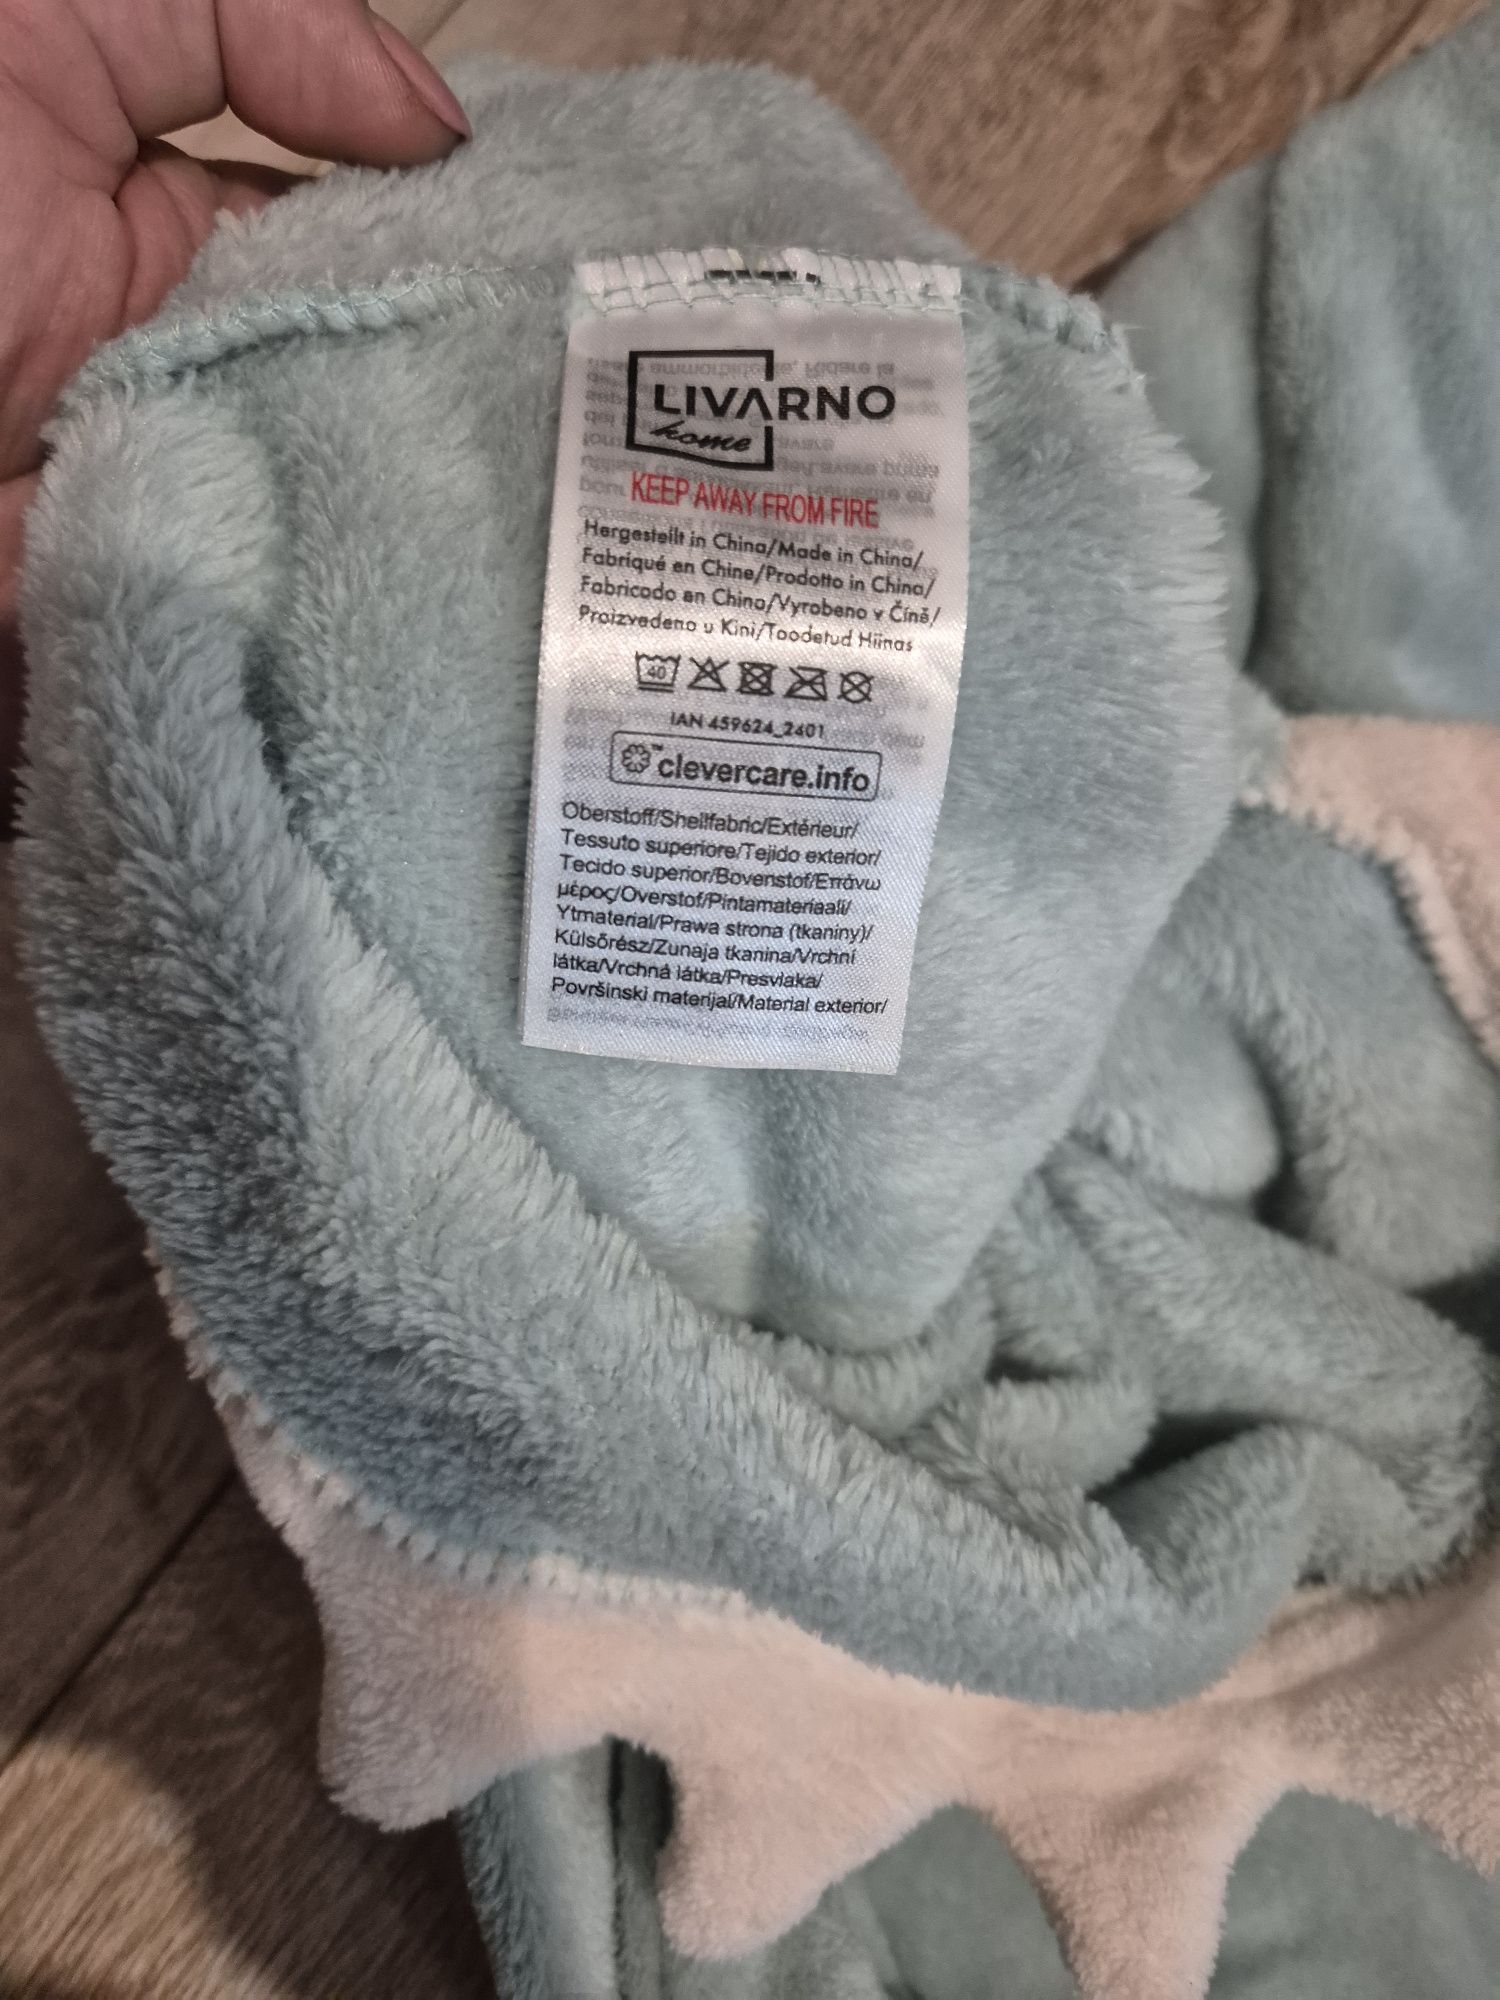 LIVARNO
home
KEEP AWAY FROM FIRE
Hergestellt in China/Made in China/
Fabriqué en Chine/Prodotto in China/
Fabricado en China/Vyrobeno v Číně/
Proizvedeno u Kini/Toodetud Hiinas
40
IAN 459624_2401
™clevercare.info
Oberstoff/Shellfabric/Extérieur/
Tessuto superiore/Tejido exterior/
Tecido superior/Bovenstof/Επάνω
μέρος/Overstof/Pintamateriaali/
Ytmaterial/Prawa strona (tkaniny)/
Külsőrész/Zunaja tkanina/Vrchní
látka/Vrchná látka/Presvlaka/
Površinski materijal/Material exterior/